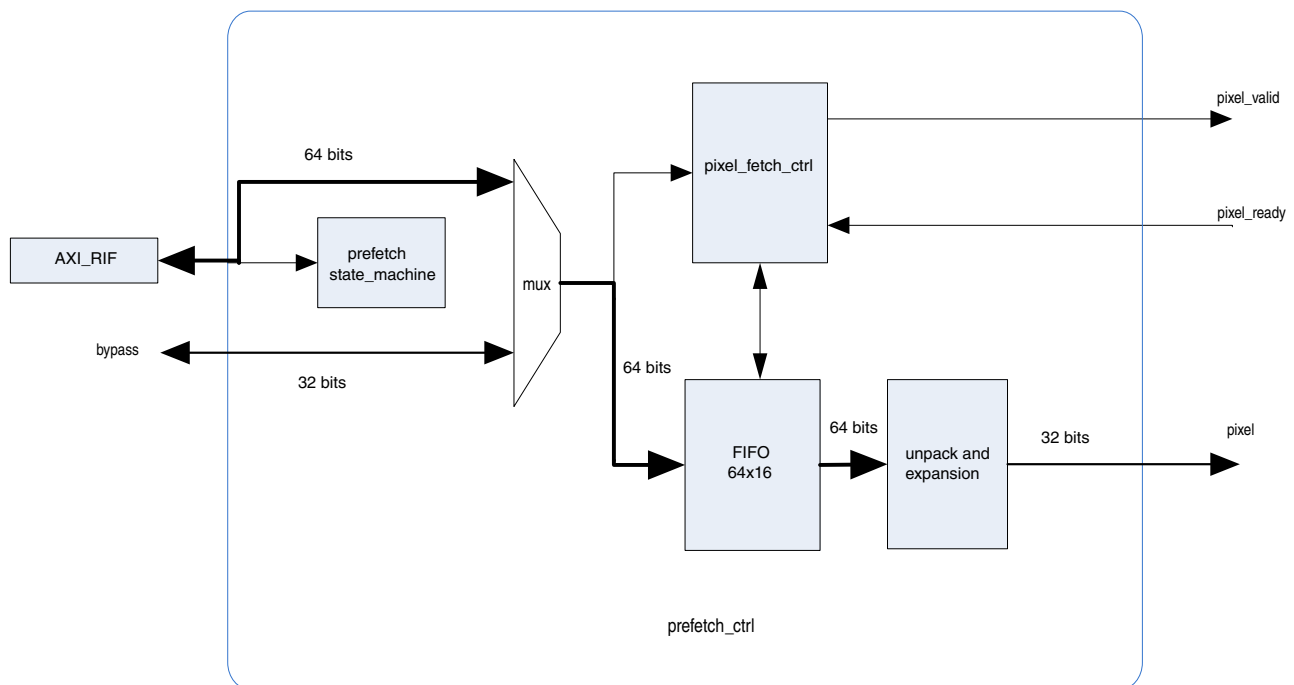 pixel_valid
64 bits
pixel_fetch_ctrl
pixel_ready
AXI_RIF
prefetch
state_machine
mux
bypass
32 bits
64 bits
FIFO
64x16
64 bits
unpack and
expansion
32 bits
pixel
prefetch_ctrl